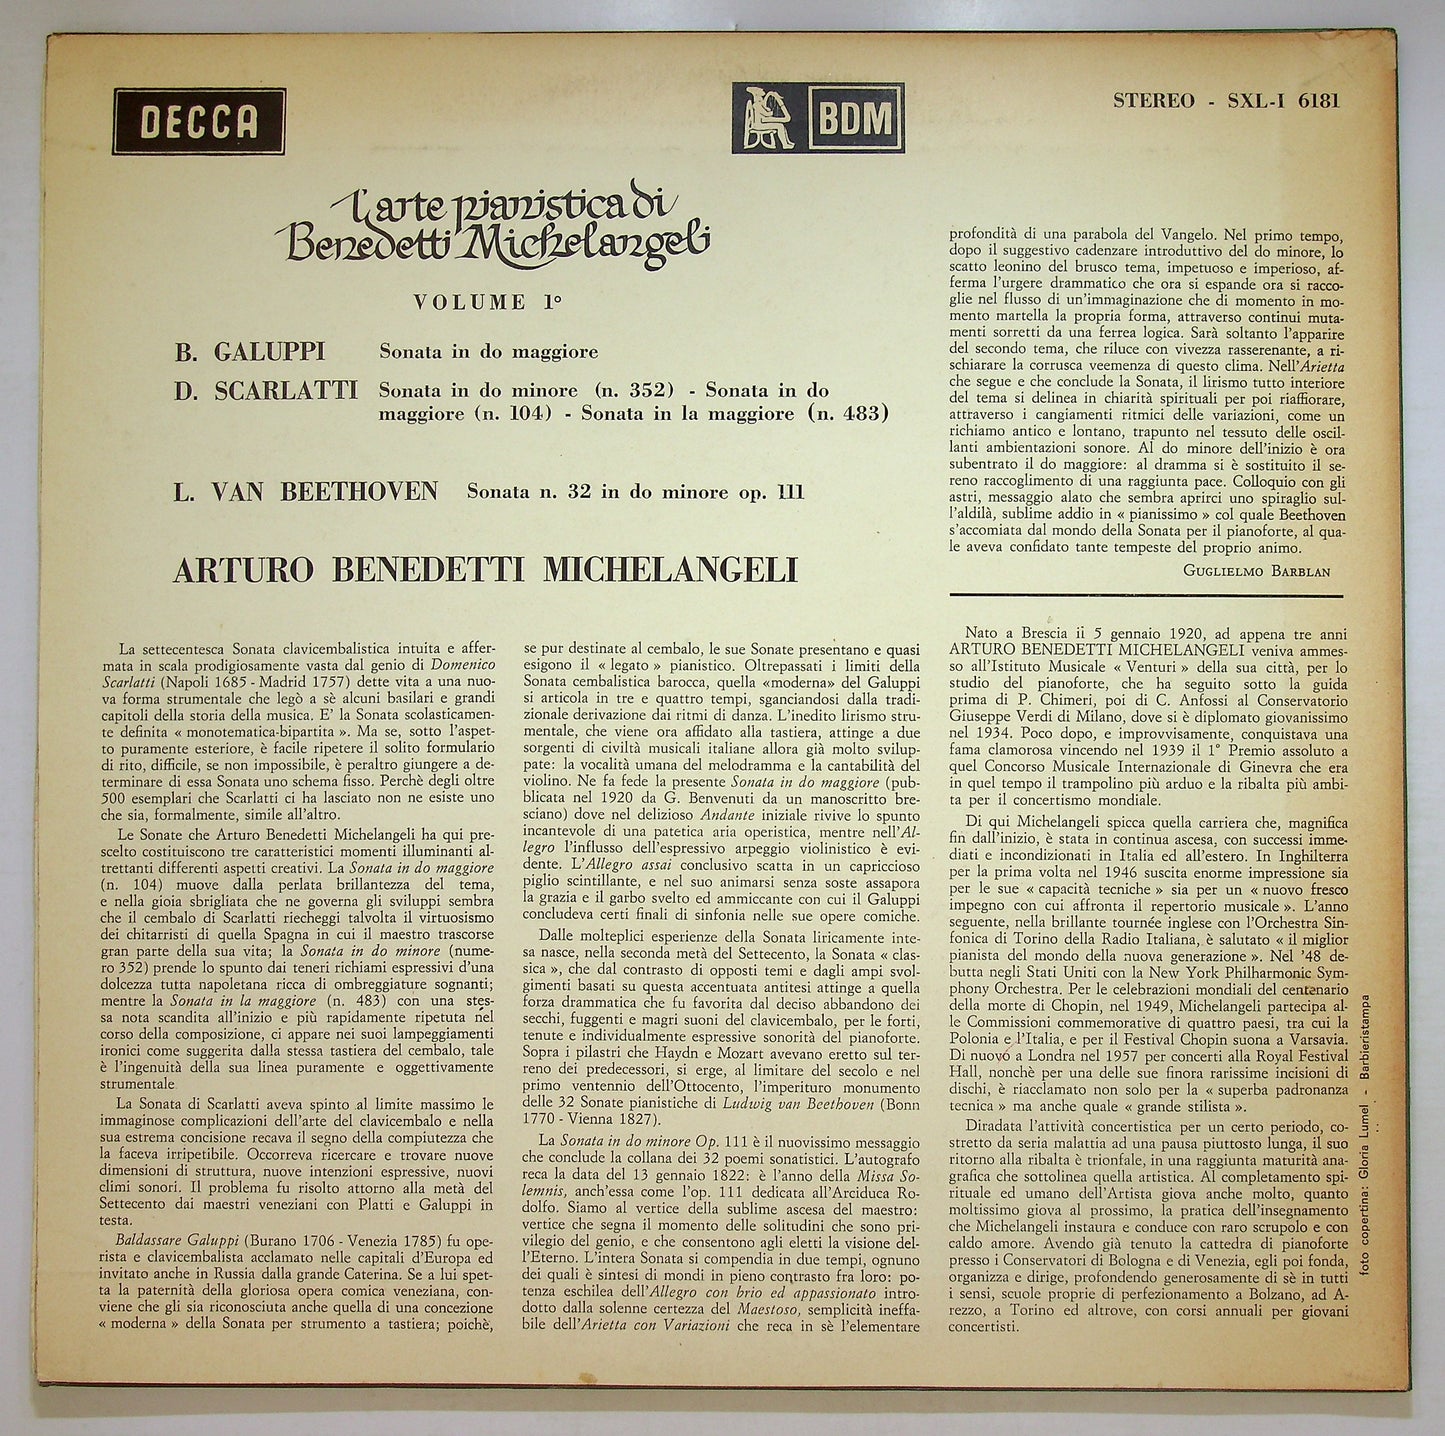 DECCA
BDM
STEREO - SXL-I 6181
L'arte pianistica di
Benedetti Michelangeli
VOLUME 1°
B. GALUPPI Sonata in do maggiore
D. SCARLATTI Sonata in do minore (n. 352) - Sonata in do
maggiore (n. 104) - Sonata in la maggiore (n. 483)
L. VAN BEETHOVEN Sonata n. 32 in do minore op. 111
ARTURO BENEDETTI MICHELANGELI
La settecentesca Sonata clavicembalistica intuita e affer-
mata in scala prodigiosamente vasta dal genio di Domenico
Scarlatti (Napoli 1685 - Madrid 1757) dette vita a una nuo-
va forma strumentale che legò a sè alcuni basilari e grandi
capitoli della storia della musica. E' la Sonata scolasticamen-
te definita « monotematica-bipartita ». Ma se, sotto l'aspet-
to puramente esteriore, è facile ripetere il solito formulario
di rito, difficile, se non impossibile, è peraltro giungere a de-
terminare di essa Sonata uno schema fisso. Perchè degli oltre
500 esemplari che Scarlatti ci ha lasciato non ne esiste uno
che sia, formalmente, simile all'altro.
Le Sonate che Arturo Benedetti Michelangeli ha qui pre-
scelto costituiscono tre caratteristici momenti illuminanti al-
trettanti differenti aspetti creativi. La Sonata in do maggiore
(n. 104) muove dalla perlata brillantezza del tema,
e nella gioia sbrigliata che ne governa gli sviluppi sembra
che il cembalo di Scarlatti riecheggi talvolta il virtuosismo
dei chitarristi di quella Spagna in cui il maestro trascorse
gran parte della sua vita; la Sonata in do minore (nume-
ro 352) prende lo spunto dai teneri richiami espressivi d'una
dolcezza tutta napoletana ricca di ombreggiature sognanti;
mentre la Sonata in la maggiore (n. 483) con una stes-
sa nota scandita all'inizio e più rapidamente ripetuta nel
corso della composizione, ci appare nei suoi lampeggiamenti
ironici come suggerita dalla stessa tastiera del cembalo, tale
è l'ingenuità della sua linea puramente e oggettivamente
strumentale
La Sonata di Scarlatti aveva spinto al limite massimo le
immaginose complicazioni dell'arte del clavicembalo e nella
sua estrema concisione recava il segno della compiutezza che
la faceva irripetibile. Occorreva ricercare e trovare nuove
dimensioni di struttura, nuove intenzioni espressive, nuovi
climi sonori. Il problema fu risolto attorno alla metà del
Settecento dai maestri veneziani con Platti e Galuppi in
testa.
Baldassare Galuppi (Burano 1706 - Venezia 1785) fu ope-
rista e clavicembalista acclamato nelle capitali d'Europa ed
invitato anche in Russia dalla grande Caterina. Se a lui spet-
ta la paternità della gloriosa opera comica veneziana, con-
viene che gli sia riconosciuta anche quella di una concezione
« moderna » della Sonata per strumento a tastiera; poichè,
se pur destinate al cembalo, le sue Sonate presentano e quasi
esigono il « legato » pianistico. Oltrepassati i limiti della
Sonata cembalistica barocca, quella «moderna» del Galuppi
si articola in tre e quattro tempi, sganciandosi dalla tradi-
zionale derivazione dai ritmi di danza. L'inedito lirismo stru-
mentale, che viene ora affidato alla tastiera, attinge a due
sorgenti di civiltà musicali italiane allora già molto svilup-
pate: la vocalità umana del melodramma e la cantabilità del
violino. Ne fa fede la presente Sonata in do maggiore (pub-
blicata nel 1920 da G. Benvenuti da un manoscritto bre-
sciano) dove nel delizioso Andante iniziale rivive lo spunto
incantevole di una patetica aria operistica, mentre nell'Al-
legro l'influsso dell'espressivo arpeggio violinistico è evi-
dente. L'Allegro assai conclusivo scatta in un capriccioso
piglio scintillante, e nel suo animarsi senza soste assapora
la grazia e il garbo svelto ed ammiccante con cui il Galuppi
concludeva certi finali di sinfonia nelle sue opere comiche.
Dalle molteplici esperienze della Sonata liricamente inte-
sa nasce, nella seconda metà del Settecento, la Sonata « clas-
sica », che dal contrasto di opposti temi e dagli ampi svol-
gimenti basati su questa accentuata antitesi attinge a quella
forza drammatica che fu favorita dal deciso abbandono dei
secchi, fuggenti e magri suoni del clavicembalo, per le forti,
tenute e individualmente espressive sonorità del pianoforte.
Sopra i pilastri che Haydn e Mozart avevano eretto sul ter-
reno dei predecessori, si erge, al limitare del secolo e nel
primo ventennio dell'Ottocento, l'imperituro monumento
delle 32 Sonate pianistiche di Ludwig van Beethoven (Bonn
1770 - Vienna 1827).
La Sonata in do minore Op. 111 è il nuovissimo messaggio
che conclude la collana dei 32 poemi sonatistici. L'autografo
reca la data del 13 gennaio 1822: è l'anno della Missa So-
lemnis, anch'essa come l'op. 111 dedicata all'Arciduca Ro-
dolfo. Siamo al vertice della sublime ascesa del maestro:
vertice che segna il momento delle solitudini che sono pri-
vilegio del genio, e che consentono agli eletti la visione del-
l'Eterno. L'intera Sonata si compendia in due tempi, ognuno
dei quali è sintesi di mondi in pieno contrasto fra loro: po-
tenza eschilea dell'Allegro con brio ed appassionato intro-
dotto dalla solenne certezza del Maestoso, semplicità ineffa-
bile dell'Arietta con Variazioni che reca in sè l'elementare
profondità di una parabola del Vangelo. Nel primo tempo,
dopo il suggestivo cadenzare introduttivo del do minore, lo
scatto leonino del brusco tema, impetuoso e imperioso, af-
ferma l'urgere drammatico che ora si espande ora si racco-
glie nel flusso di un'immaginazione che di momento in mo-
mento martella la propria forma, attraverso continui muta-
menti sorretti da una ferrea logica. Sarà soltanto l'apparire
del secondo tema, che riluce con vivezza rasserenante, a ri-
schiarare la corrusca veemenza di questo clima. Nell'Arietta
che segue e che conclude la Sonata, il lirismo tutto interiore
del tema si delinea in chiarità spirituali per poi riaffiorare,
attraverso i cangiamenti ritmici delle variazioni, come un
richiamo antico e lontano, trapunto nel tessuto delle oscil-
lanti ambientazioni sonore. Al do minore dell'inizio è ora
subentrato il do maggiore: al dramma si è sostituito il se-
reno raccoglimento di una raggiunta pace. Colloquio con gli
astri, messaggio alato che sembra aprirci uno spiraglio sul-
l'aldilà, sublime addio in « pianissimo » col quale Beethoven
s'accomiata dal mondo della Sonata per il pianoforte, al qua-
le aveva confidato tante tempeste del proprio animo.
GUGLIELMO BARBLAN
Nato a Brescia il 5 gennaio 1920, ad appena tre anni
ARTURO BENEDETTI MICHELANGELI veniva ammes-
so all'Istituto Musicale « Venturi » della sua città, per lo
studio del pianoforte, che ha seguito sotto la guida
prima di P. Chimeri, poi di C. Anfossi al Conservatorio
Giuseppe Verdi di Milano, dove si è diplomato giovanissimo
nel 1934. Poco dopo, e improvvisamente, conquistava una
fama clamorosa vincendo nel 1939 il 1° Premio assoluto a
quel Concorso Musicale Internazionale di Ginevra che era
in quel tempo il trampolino più arduo e la ribalta più ambi-
ta per il concertismo mondiale.
Di qui Michelangeli spicca quella carriera che, magnifica
fin dall'inizio, è stata in continua ascesa, con successi imme-
diati e incondizionati in Italia ed all'estero. In Inghilterra
per la prima volta nel 1946 suscita enorme impressione sia
per le sue « capacità tecniche » sia per un « nuovo fresco
impegno con cui affronta il repertorio musicale ». L'anno
seguente, nella brillante tournée inglese con l'Orchestra Sin-
fonica di Torino della Radio Italiana, è salutato « il miglior
pianista del mondo della nuova generazione ». Nel '48 de-
butta negli Stati Uniti con la New York Philharmonic Sym-
phony Orchestra. Per le celebrazioni mondiali del centenario
della morte di Chopin, nel 1949, Michelangeli partecipa al-
le Commissioni commemorative di quattro paesi, tra cui la
Polonia e l'Italia, e per il Festival Chopin suona a Varsavia.
Di nuovo a Londra nel 1957 per concerti alla Royal Festival
Hall, nonchè per una delle sue finora rarissime incisioni di
dischi, è riacclamato non solo per la « superba padronanza
tecnica » ma anche quale « grande stilista ».
Diradata l'attività concertistica per un certo periodo, co-
stretto da seria malattia ad una pausa piuttosto lunga, il suo
ritorno alla ribalta è trionfale, in una raggiunta maturità ana-
grafica che sottolinea quella artistica. Al completamento spi-
rituale ed umano dell'Artista giova anche molto, quanto
moltissimo giova al prossimo, la pratica dell'insegnamento
che Michelangeli instaura e conduce con raro scrupolo e con
caldo amore. Avendo già tenuto la cattedra di pianoforte
presso i Conservatori di Bologna e di Venezia, egli poi fonda,
organizza e dirige, profondendo generosamente di sè in tutti
i sensi, scuole proprie di perfezionamento a Bolzano, ad A-
rezzo, a Torino ed altrove, con corsi annuali per giovani
concertisti.
foto copertina: Gloria Lumel - Barbieristampa